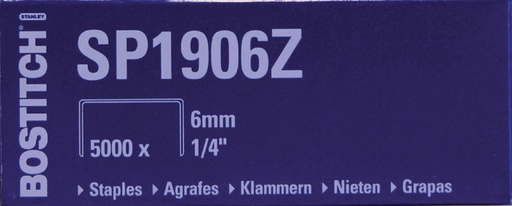 STANLEY
BOSTITCH®
SP1906Z
5000 x
6mm
1/4"
Staples Agrafes Klammern Nieten Grapas